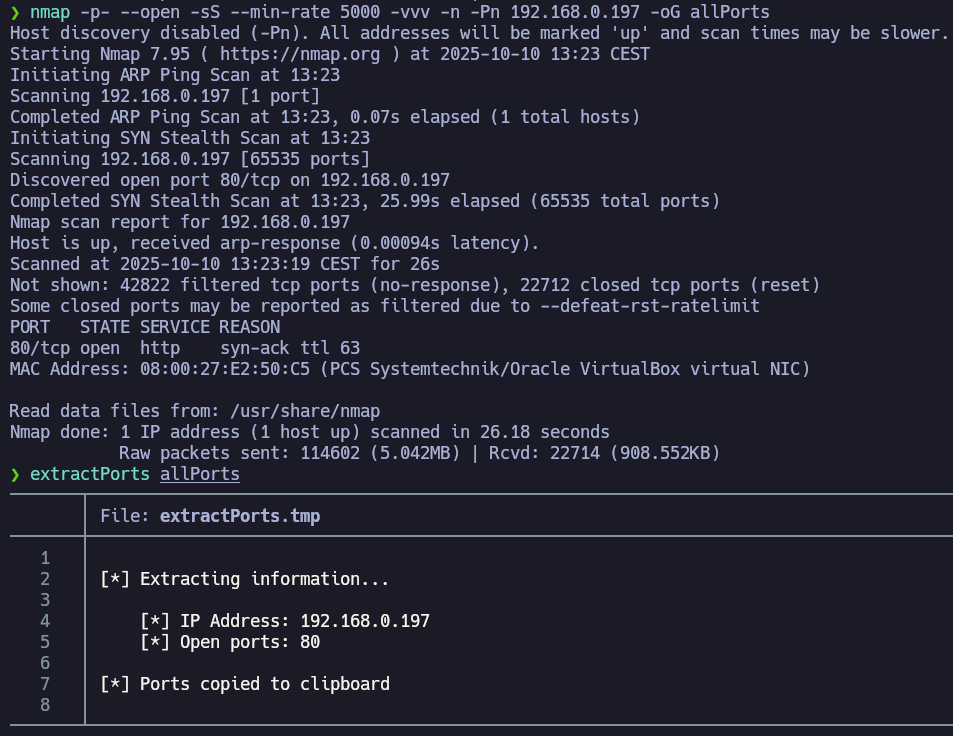 ❯ nmap -p- --open -sS --min-rate 5000 -vvv -n -Pn 192.168.0.197 -oG allPorts
Host discovery disabled (-Pn). All addresses will be marked 'up' and scan times may be slower.
Starting Nmap 7.95 ( https://nmap.org ) at 2025-10-10 13:23 CEST
Initiating ARP Ping Scan at 13:23
Scanning 192.168.0.197 [1 port]
Completed ARP Ping Scan at 13:23, 0.07s elapsed (1 total hosts)
Initiating SYN Stealth Scan at 13:23
Scanning 192.168.0.197 [65535 ports]
Discovered open port 80/tcp on 192.168.0.197
Completed SYN Stealth Scan at 13:23, 25.99s elapsed (65535 total ports)
Nmap scan report for 192.168.0.197
Host is up, received arp-response (0.00094s latency).
Scanned at 2025-10-10 13:23:19 CEST for 26s
Not shown: 42822 filtered tcp ports (no-response), 22712 closed tcp ports (reset)
Some closed ports may be reported as filtered due to --defeat-rst-ratelimit
PORT   STATE SERVICE REASON
80/tcp open  http    syn-ack ttl 63
MAC Address: 08:00:27:E2:50:C5 (PCS Systemtechnik/Oracle VirtualBox virtual NIC)

Read data files from: /usr/share/nmap
Nmap done: 1 IP address (1 host up) scanned in 26.18 seconds
           Raw packets sent: 114602 (5.042MB) | Rcvd: 22714 (908.552KB)
❯ extractPorts allPorts
File: extractPorts.tmp
1
2 [*] Extracting information...
3
4     [*] IP Address: 192.168.0.197
5     [*] Open ports: 80
6
7 [*] Ports copied to clipboard
8